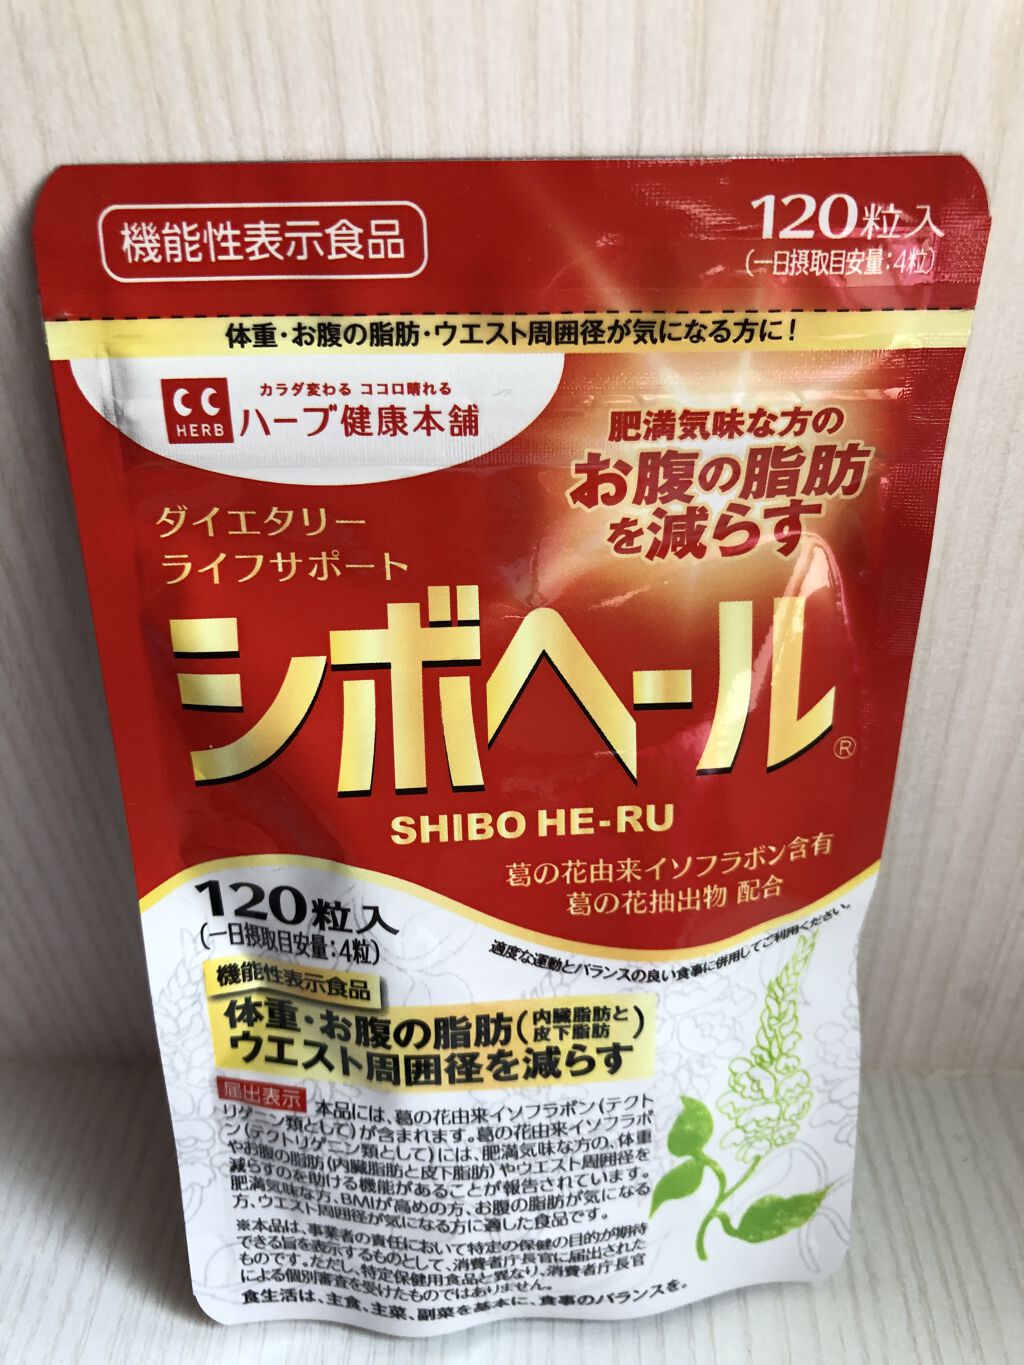 機能性表示食品
120粒入
(一日摂取目安量:4粒)
体重・お腹の脂肪・ウエスト周囲径が気になる方に!
CC
HERB
カラダ変わる ココロ晴れる
ハーブ健康本舗
肥満気味な方の
お腹の脂肪
を減らす
ダイエタリー
ライフサポート
シボヘール®
SHIBO HE-RU
葛の花由来イソフラボン含有
葛の花抽出物 配合
適度な運動とバランスの良い食事に併用してご利用ください。
120粒入
(一日摂取目安量:4粒)
機能性表示食品
体重・お腹の脂肪(内臓脂肪と皮下脂肪)
ウエスト周囲径を減らす
届出表示 本品には、葛の花由来イソフラボン(テクト
リゲニン類として)が含まれます。葛の花由来イソフラボ
ン(テクトリゲニン類として)には、肥満気味な方の、体重
やお腹の脂肪(内臓脂肪と皮下脂肪)やウエスト周囲径を
減らすのを助ける機能があることが報告されています。
肥満気味な方、BMIが高めの方、お腹の脂肪が気になる
方、ウエスト周囲径が気になる方に適した食品です。
※本品は、事業者の責任において特定の保健の目的が期待
できる旨を表示するものとして、消費者庁長官に届出された
ものです。ただし、特定保健用食品と異なり、消費者庁長官
による個別審査を受けたものではありません。
食生活は、主食、主菜、副菜を基本に、食事のバランスを。